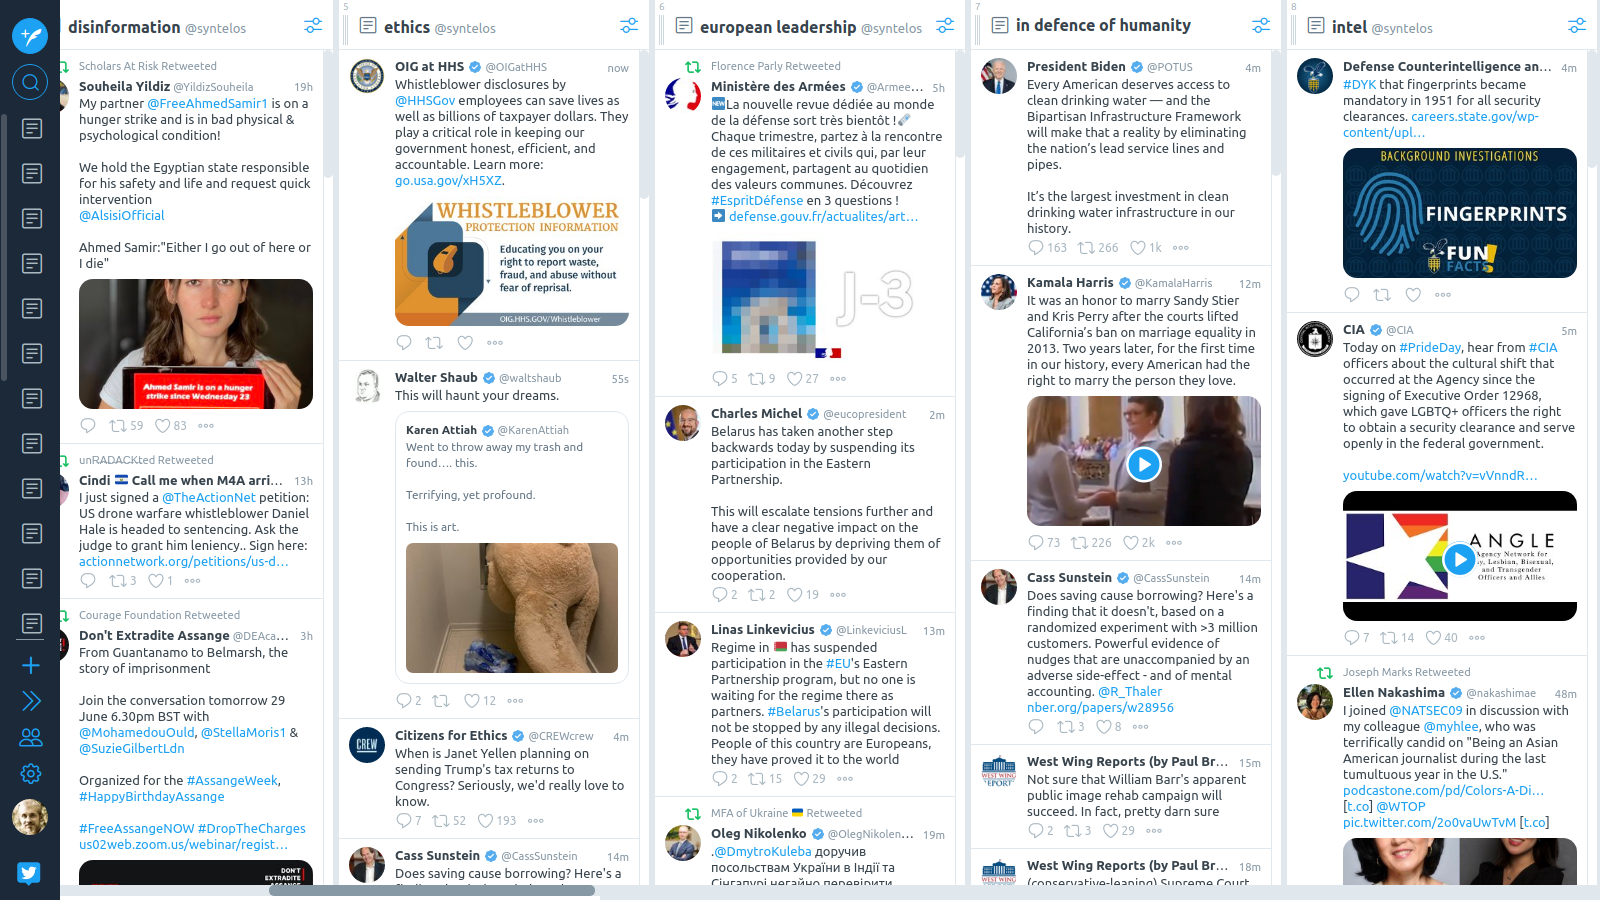 disinformation @syntelos
Scholars At Risk Retweeted
Souheila Yildiz @YildizSouheila 19h
My partner @FreeAhmedSamir1 is on a
hunger strike and is in bad physical &
psychological condition!
We hold the Egyptian state responsible
for his safety and life and request quick
intervention
@AlsisiOfficial
Ahmed Samir:"Either I go out of here or
I die"
Ahmed Samir is on a hunger
strike since Wednesday 23
59 83
unRADACKted Retweeted
Cindi Call me when M4A arri... 13h
I just signed a @TheActionNet petition:
US drone warfare whistleblower Daniel
Hale is headed to sentencing. Ask the
judge to grant him leniency.. Sign here:
actionnetwork.org/petitions/us-d…
3 1
Courage Foundation Retweeted
Don't Extradite Assange @DEAca... 3h
From Guantanamo to Belmarsh, the
story of imprisonment
Join the conversation tomorrow 29
June 6.30pm BST with
@MohamedouOuld, @StellaMoris1 &
@SuzieGilbertLdn
Organized for the #AssangeWeek,
#HappyBirthdayAssange
#FreeAssangeNOW #DropTheCharges
us02web.zoom.us/webinar/regist…
DON'T
EXTRADITE
ASSANGE
5
ethics @syntelos
OIG at HHS @OIGatHHS now
Whistleblower disclosures by
@HHSGov employees can save lives as
well as billions of taxpayer dollars. They
play a critical role in keeping our
government honest, efficient, and
accountable. Learn more:
go.usa.gov/xH5XZ.
WHISTLEBLOWER
PROTECTION INFORMATION
Educating you on your
right to report waste,
fraud, and abuse without
fear of reprisal.
OIG.HHS.GOV/Whistleblower
Walter Shaub @waltshaub 55s
This will haunt your dreams.
Karen Attiah @KarenAttiah
Went to throw away my trash and
found…. this.
Terrifying, yet profound.
This is art.
2 12
CREW
Citizens for Ethics @CREWcrew 4m
When is Janet Yellen planning on
sending Trump's tax returns to
Congress? Seriously, we'd really love to
know.
7 52 193
Cass Sunstein @CassSunstein 14m
Does saving cause borrowing? Here's a
6
european leadership @syntelos
Florence Parly Retweeted
Ministère des Armées @Armee... 5h
NEW La nouvelle revue dédiée au monde
de la défense sort très bientôt !
Chaque trimestre, partez à la rencontre
de ces militaires et civils qui, par leur
engagement, partagent au quotidien
des valeurs communes. Découvrez
#EspritDéfense en 3 questions !
defense.gouv.fr/actualites/art…
J-3
5 9 27
Charles Michel @eucopresident 2m
Belarus has taken another step
backwards today by suspending its
participation in the Eastern
Partnership.
This will escalate tensions further and
have a clear negative impact on the
people of Belarus by depriving them of
opportunities provided by our
cooperation.
2 2 19
Linas Linkevicius @LinkeviciusL 13m
Regime in has suspended
participation in the #EU's Eastern
Partnership program, but no one is
waiting for the regime there as
partners. #Belarus's participation will
not be stopped by any illegal decisions.
People of this country are Europeans,
they have proved it to the world
2 15 29
MFA of Ukraine Retweeted
Oleg Nikolenko @OlegNikolen... 19m
.@DmytroKuleba доручив
посольствам України в Індії та
Сінгапурі негайно перевірити
7
in defence of humanity
President Biden @POTUS 4m
Every American deserves access to
clean drinking water — and the
Bipartisan Infrastructure Framework
will make that a reality by eliminating
the nation's lead service lines and
pipes.
It's the largest investment in clean
drinking water infrastructure in our
history.
163 266 1k
Kamala Harris @KamalaHarris 12m
It was an honor to marry Sandy Stier
and Kris Perry after the courts lifted
California's ban on marriage equality in
2013. Two years later, for the first time
in our history, every American had the
right to marry the person they love.
73 226 2k
Cass Sunstein @CassSunstein 14m
Does saving cause borrowing? Here's a
finding that it doesn't, based on a
randomized experiment with >3 million
customers. Powerful evidence of
nudges that are unaccompanied by an
adverse side-effect - and of mental
accounting. @R_Thaler
nber.org/papers/w28956
3 8
WEST WING
REPORT
West Wing Reports (by Paul Br... 15m
Not sure that William Barr's apparent
public image rehab campaign will
succeed. In fact, pretty darn sure
2 3 29
West Wing Reports (by Paul Br... 18m
(conservative-leaning) Supreme Court
8
intel @syntelos
Defense Counterintelligence an... 4m
#DYK that fingerprints became
mandatory in 1951 for all security
clearances. careers.state.gov/wp-
content/upl…
BACKGROUND INVESTIGATIONS
FINGERPRINTS
FUN
FACTS!
CIA @CIA 5m
Today on #PrideDay, hear from #CIA
officers about the cultural shift that
occurred at the Agency since the
signing of Executive Order 12968,
which gave LGBTQ+ officers the right
to obtain a security clearance and serve
openly in the federal government.
youtube.com/watch?v=vVnndR…
ANGLE
Agency Network for
Lesbian, Bisexual,
and Transgender
Officers and Allies
7 14 40
Joseph Marks Retweeted
Ellen Nakashima @nakashimae 48m
I joined @NATSEC09 in discussion with
my colleague @myhlee, who was
terrifically candid on "Being an Asian
American journalist during the last
tumultuous year in the U.S."
podcastone.com/pd/Colors-A-Di…
[t.co] @WTOP
pic.twitter.com/2o0vaUwTvM [t.co]